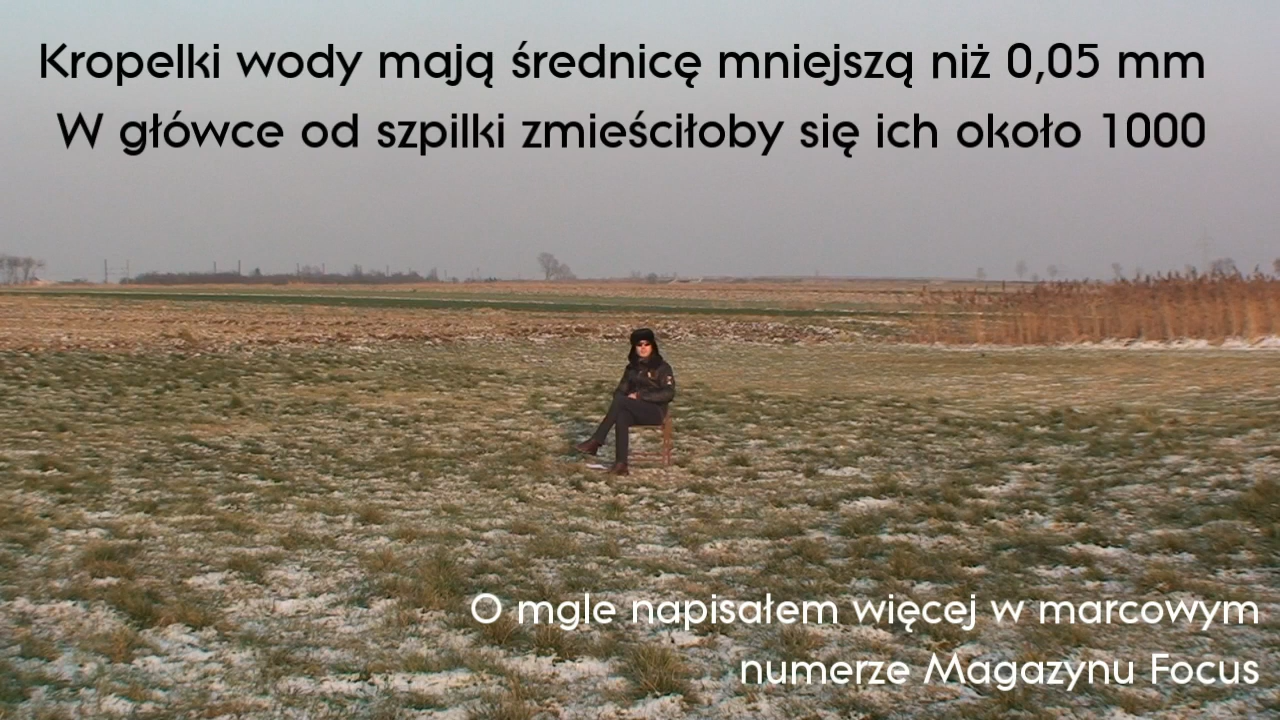 Kropelki wody mają średnicę mniejszą niż 0,05 mm
W główce od szpilki zmieściłoby się ich około 1000
O mgle napisałem więcej w marcowym
numerze Magazynu Focus